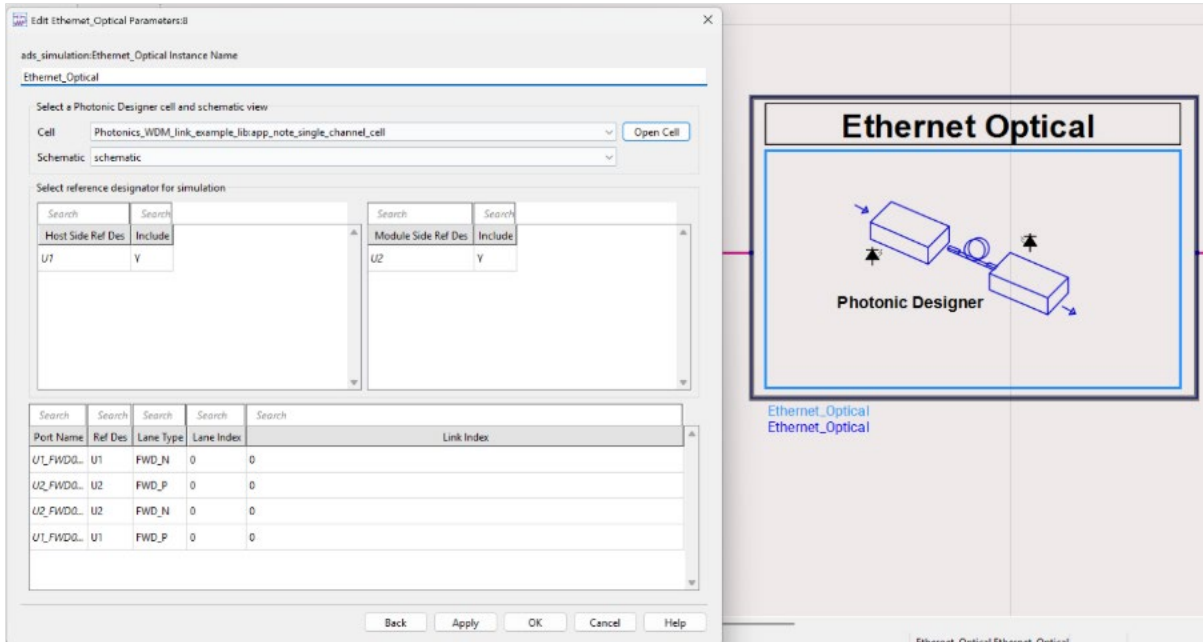 Edit Ethernet_Optical Parameters:8
ads_simulation:Ethernet_Optical Instance Name
Ethernet_Optical
Select a Photonic Designer cell and schematic view
Cell Photonics_WDM_link_example_lib:app_note_single_channel_cell Open Cell
Schematic schematic
Select reference designator for simulation
Search Search
Host Side Ref Des Include
U1 Y
Search Search
Module Side Ref Des Include
U2 Y
Search Search Search Search Search
Port Name Ref Des Lane Type Lane Index Link Index
U1_FWD0... U1 FWD_N 0 0
U2_FWD0... U2 FWD_P 0 0
U2_FWD0... U2 FWD_N 0 0
U1_FWD0... U1 FWD_P 0 0
Back Apply OK Cancel Help
Ethernet Optical
Photonic Designer
Ethernet_Optical
Ethernet_Optical